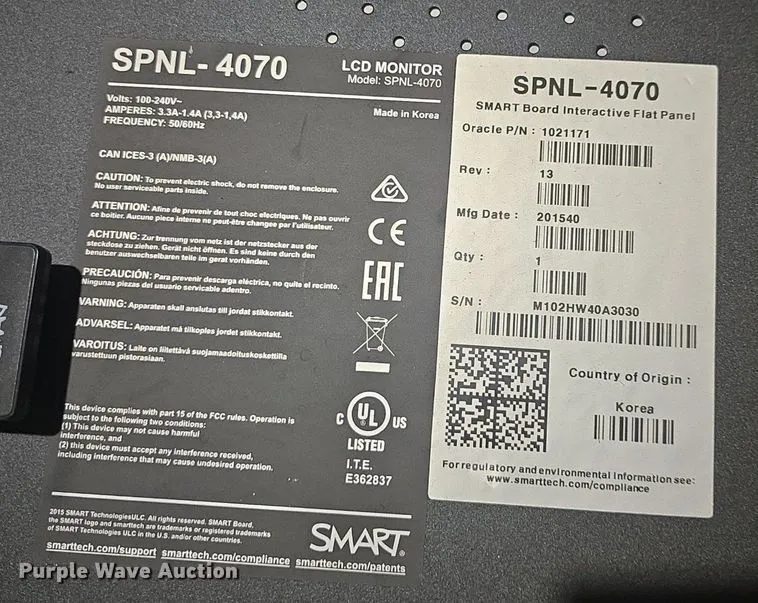 SPNL- 4070
LCD MONITOR
Model: SPNL-4070
Volts: 100-240V~
AMPERES: 3.3A-1.4A (3,3-1,4A)
FREQUENCY: 50/60Hz
Made in Korea
CAN ICES-3 (A)/NMB-3(A)
CAUTION: To prevent electric shock, do not remove the enclosure.
No user serviceable parts inside.
ATTENTION: Afine de prevenir de tout choc electriques. Ne pas ouvrir
ce boitier. Aucune piece interne ne peut-être changee par l'utilisateur.
ACHTUNG: Zur trennung vom netz ist der netzstecker aus der
steckdose zu ziehen. Gerät nicht öffnen. Es sind keine durch den
benutzer auswechselbaren teile im gerat vorhänden.
PRECAUCIÓN: Para prevenir descarga eléctrica, no quite el recinto.
Ningunas piezas del usuario servicable adentro.
VARNING: Apparaten skall anslutas till jordat stikkontakt.
ADVARSEL: Apparatet må tilkoples jordet stikkontakt.
VAROITUS: Laite on liitettävä suojamaadoituskoskettilla
varustettuun pistorasiaan.
CE
EAC
This device complies with part 15 of the FCC rules. Operation is
subject to the following two conditions:
(1) This device may not cause harmful
interference, and
(2) this device must accept any interference received,
including interference that may cause undesired operation.
C UL US
LISTED
I.T.E.
E362837
2015 SMART TechnologiesULC. All rights reserved. SMART Board,
the SMART logo and smarttech are trademarks or registered trademarks
of SMART Technologies ULC in the U.S. and/or other countries.
SMART
smarttech.com/support smarttech.com/compliance smarttech.com/patents
SPNL-4070
SMART Board Interactive Flat Panel
Oracle P/N : 1021171
Rev : 13
Mfg Date : 201540
Qty : 1
S/N : M102HW40A3030
Country of Origin :
Korea
For regulatory and environmental information see:
www.smarttech.com/compliance
Purple Wave Auction